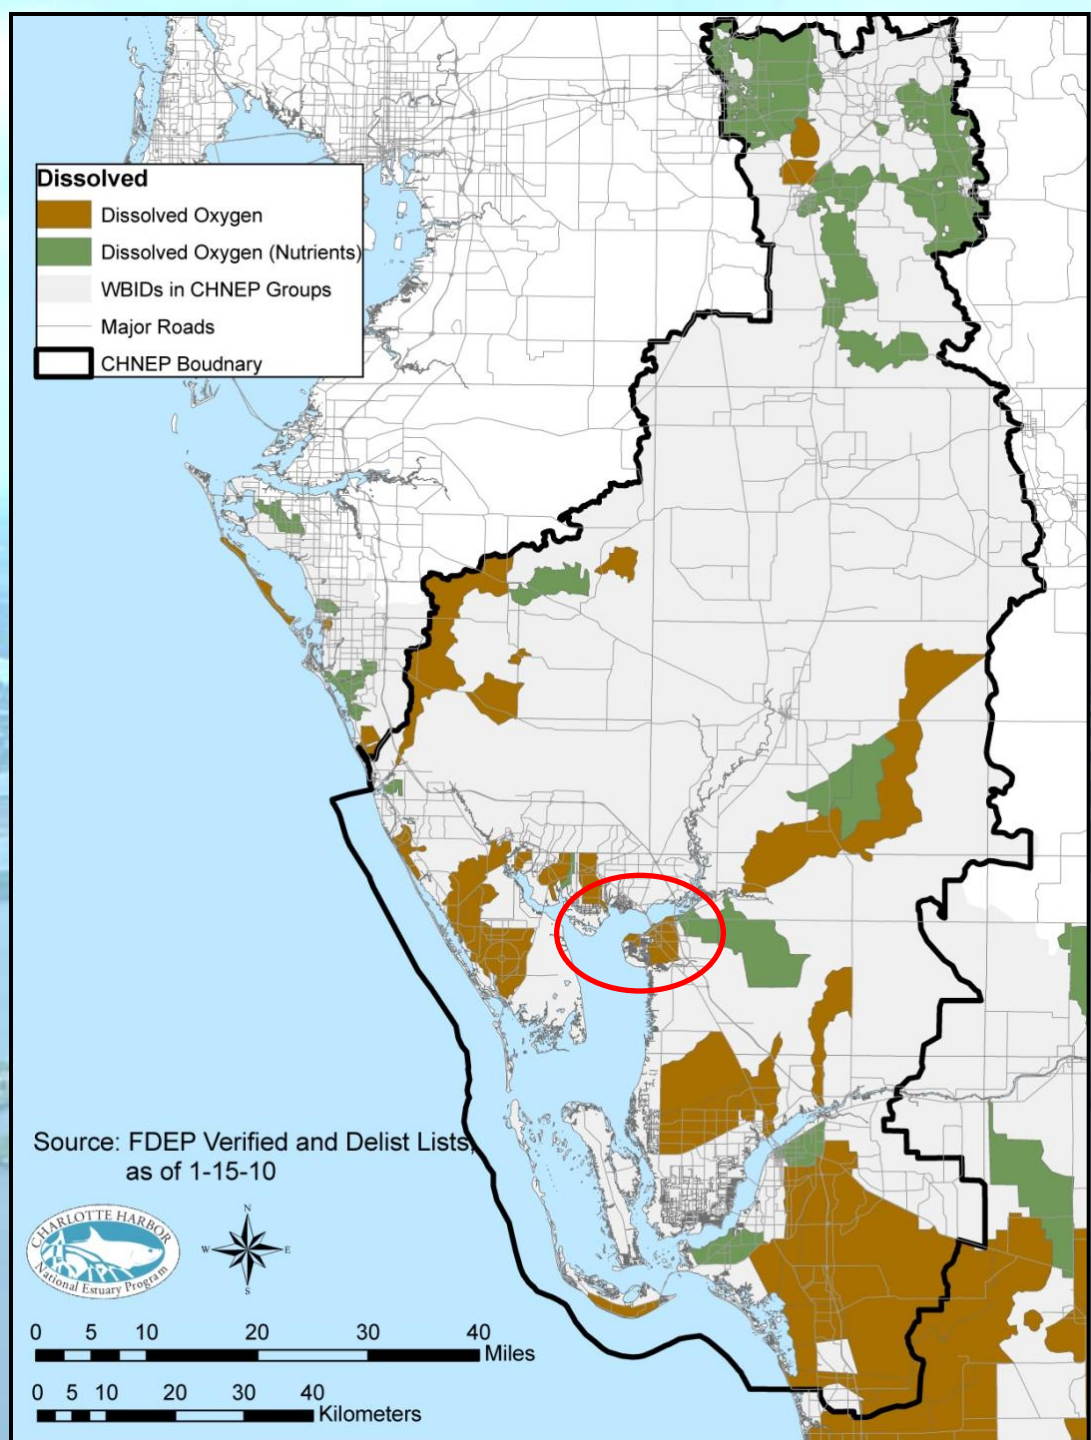 Dissolved
Dissolved Oxygen
Dissolved Oxygen (Nutrients)
WBIDs in CHNEP Groups
Major Roads
CHNEP Boudnary
Source: FDEP Verified and Delist Lists,
as of 1-15-10
CHARLOTTE HARBOR
National Estuary Program
N
W E
S
0 5 10 20 30 40
Miles
0 5 10 20 30 40
Kilometers